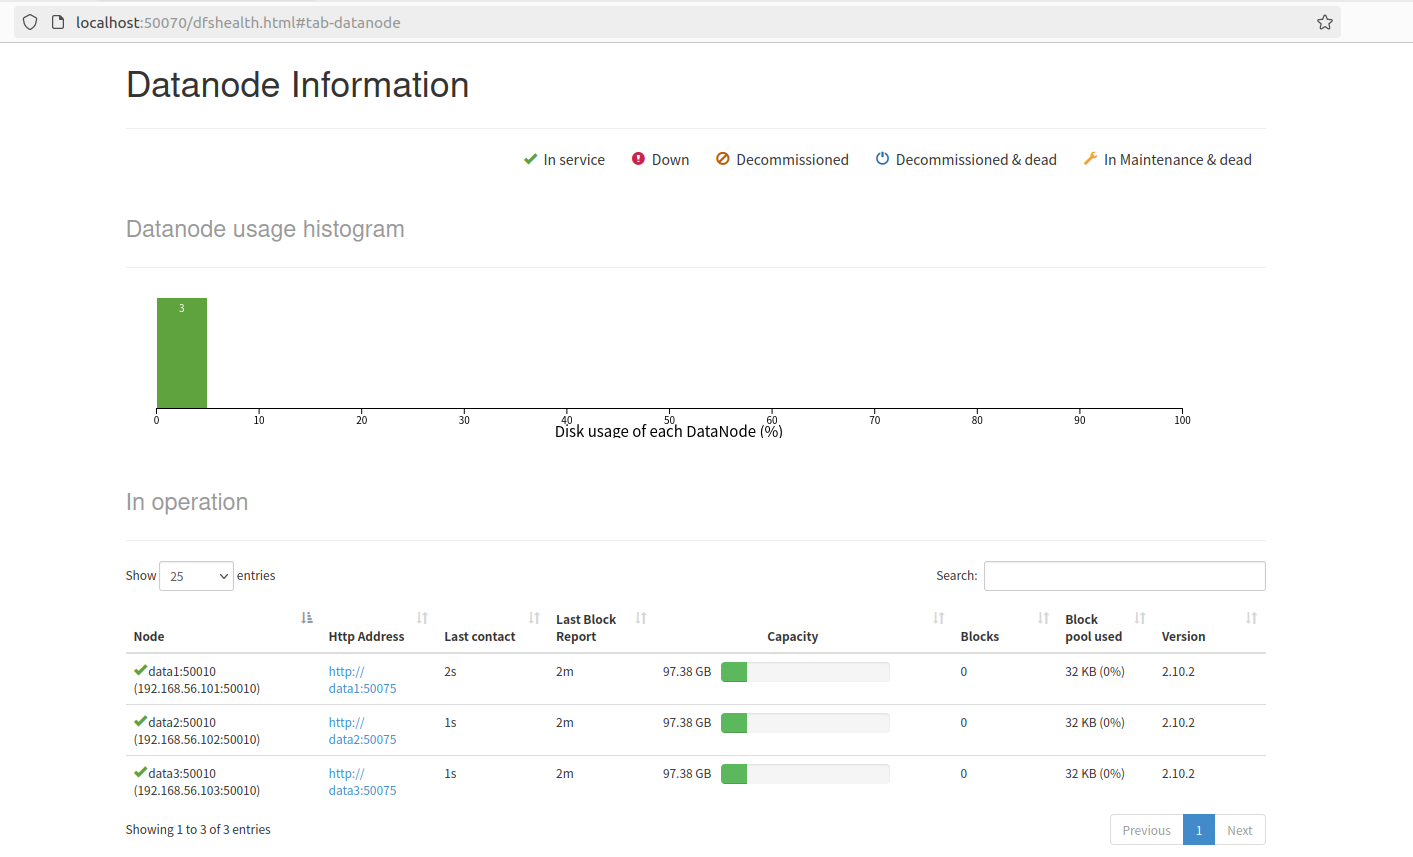 localhost:50070/dfshealth.html#tab-datanode
Datanode Information
In service Down Decommissioned Decommissioned & dead In Maintenance & dead
Datanode usage histogram
3
0 10 20 30 40 50 60 70 80 90 100
Disk usage of each DataNode (%)
In operation
Show 25 entries Search:
Node Http Address Last contact Last Block Report Capacity Blocks Block pool used Version
data1:50010 http:// 2s 2m 97.38 GB 0 32 KB (0%) 2.10.2
(192.168.56.101:50010) data1:50075
data2:50010 http:// 1s 2m 97.38 GB 0 32 KB (0%) 2.10.2
(192.168.56.102:50010) data2:50075
data3:50010 http:// 1s 2m 97.38 GB 0 32 KB (0%) 2.10.2
(192.168.56.103:50010) data3:50075
Showing 1 to 3 of 3 entries Previous 1 Next